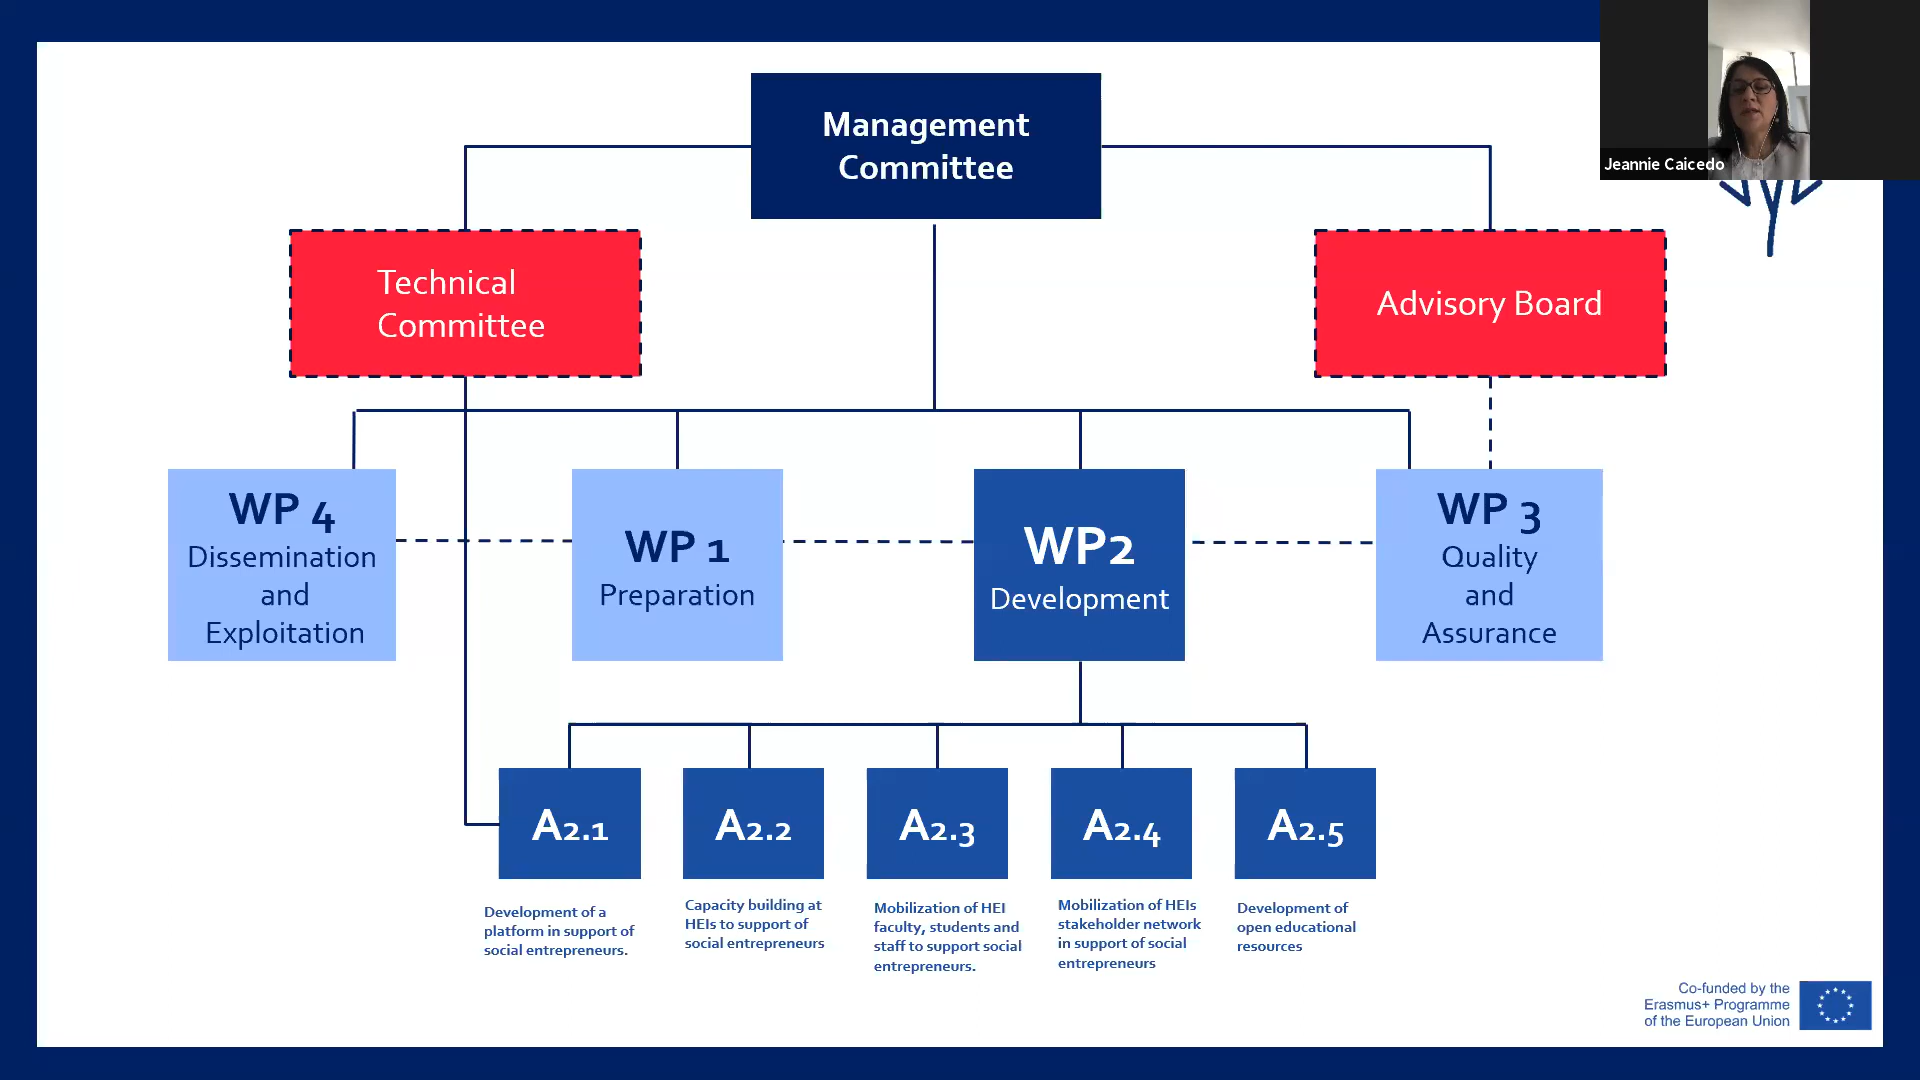 Management
Committee
Jeannie Caicedo
Technical
Committee
Advisory Board
WP 4
Dissemination
and
Exploitation
WP 1
Preparation
WP2
Development
WP 3
Quality
and
Assurance
A2.1
A2.2
A2.3
A2.4
A2.5
Development of a
platform in support of
social entrepreneurs.
Capacity building at
HEIs to support of
social entrepreneurs
Mobilization of HEI
faculty, students and
staff to support social
entrepreneurs.
Mobilization of HEIs
stakeholder network
in support of social
entrepreneurs
Development of
open educational
resources
Co-funded by the
Erasmus+ Programme
of the European Union